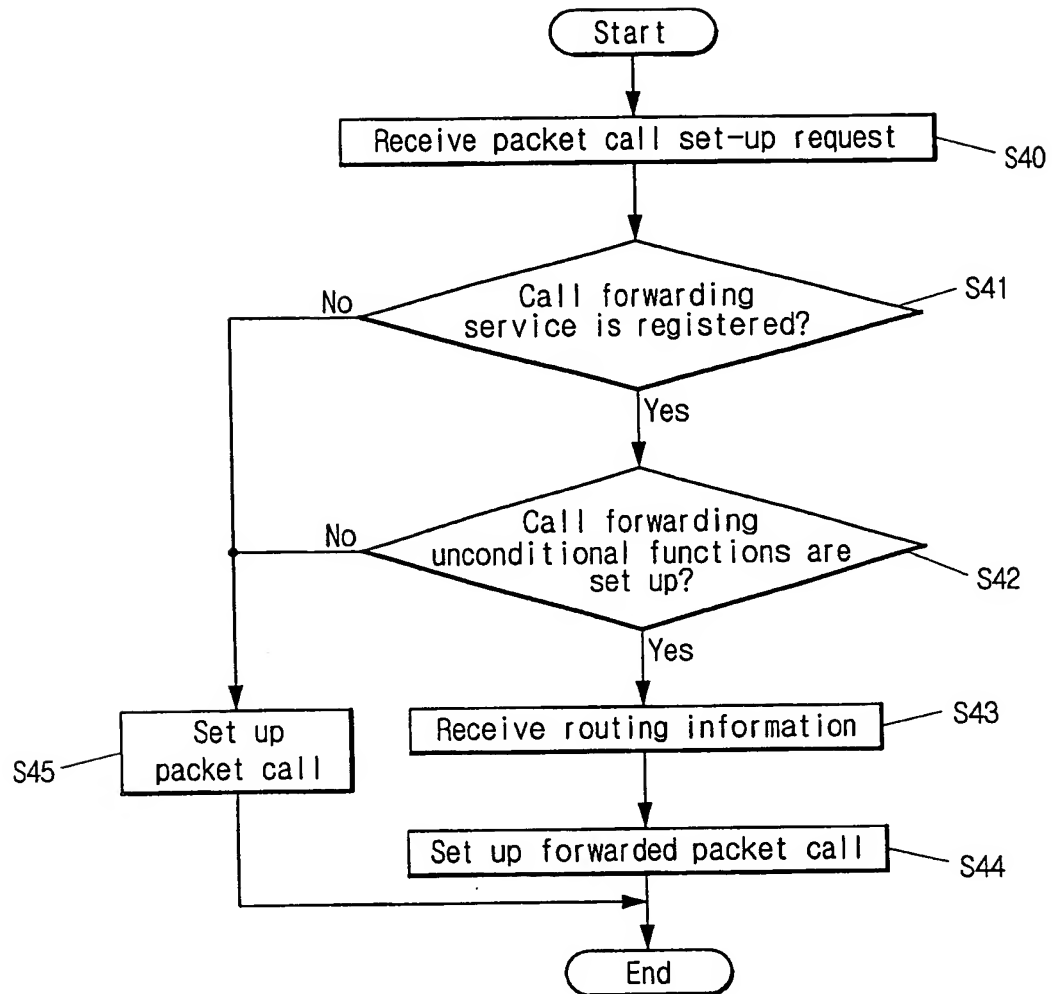 Start
Receive packet call set-up request
S40
Call forwarding
service is registered?
S41
No
Yes
Call forwarding
unconditional functions are
set up?
S42
No
Yes
Receive routing information
S43
Set up
packet call
S45
Set up forwarded packet call
S44
End